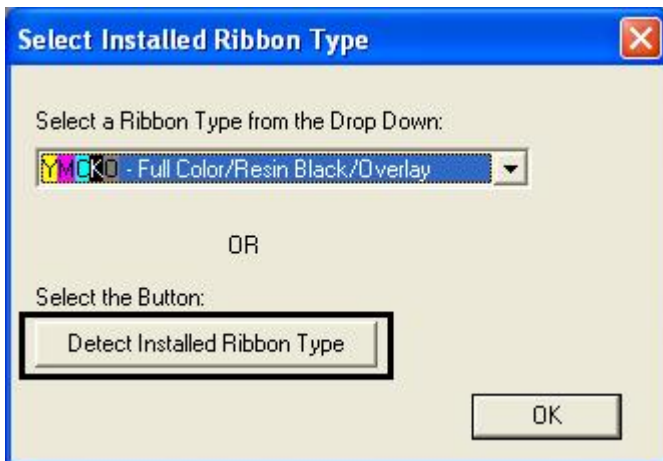 Select Installed Ribbon Type
Select a Ribbon Type from the Drop Down:
YMCKO - Full Color/Resin Black/Overlay
OR
Select the Button:
Detect Installed Ribbon Type
OK